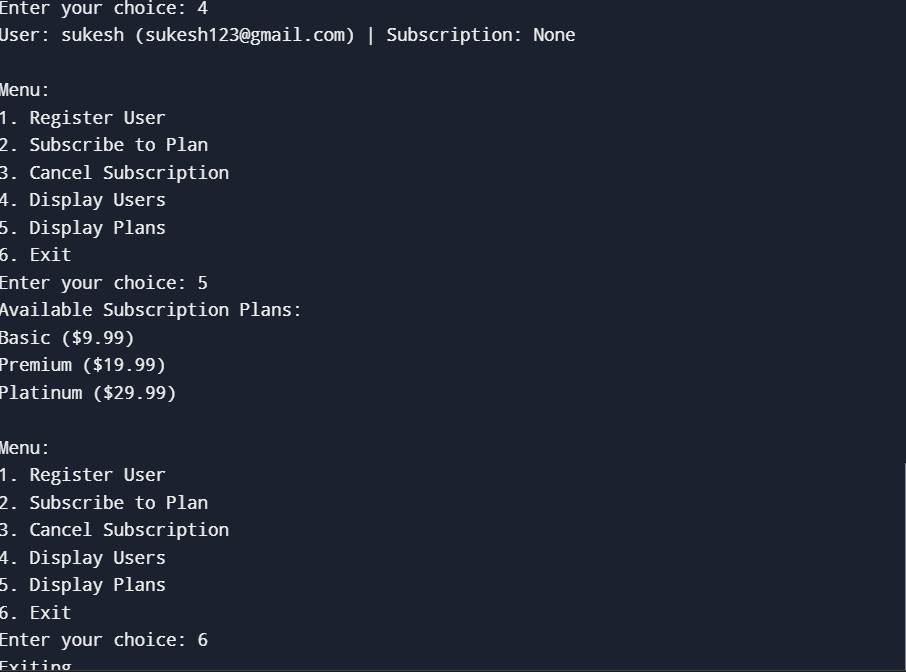 Enter your choice: 4
User: sukesh (sukesh123@gmail.com) | Subscription: None
Menu:
1. Register User
2. Subscribe to Plan
3. Cancel Subscription
4. Display Users
5. Display Plans
6. Exit
Enter your choice: 5
Available Subscription Plans:
Basic ($9.99)
Premium ($19.99)
Platinum ($29.99)
Menu:
1. Register User
2. Subscribe to Plan
3. Cancel Subscription
4. Display Users
5. Display Plans
6. Exit
Enter your choice: 6
Exiting